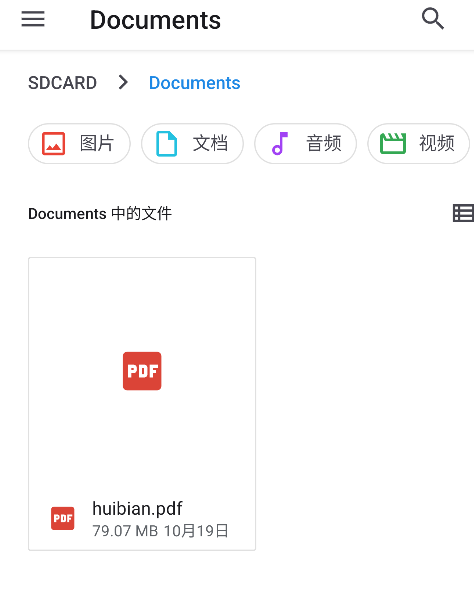 Documents
SDCARD > Documents
图片 文档 音频 视频
Documents 中的文件
PDF
PDF huibian.pdf
79.07 MB 10月19日